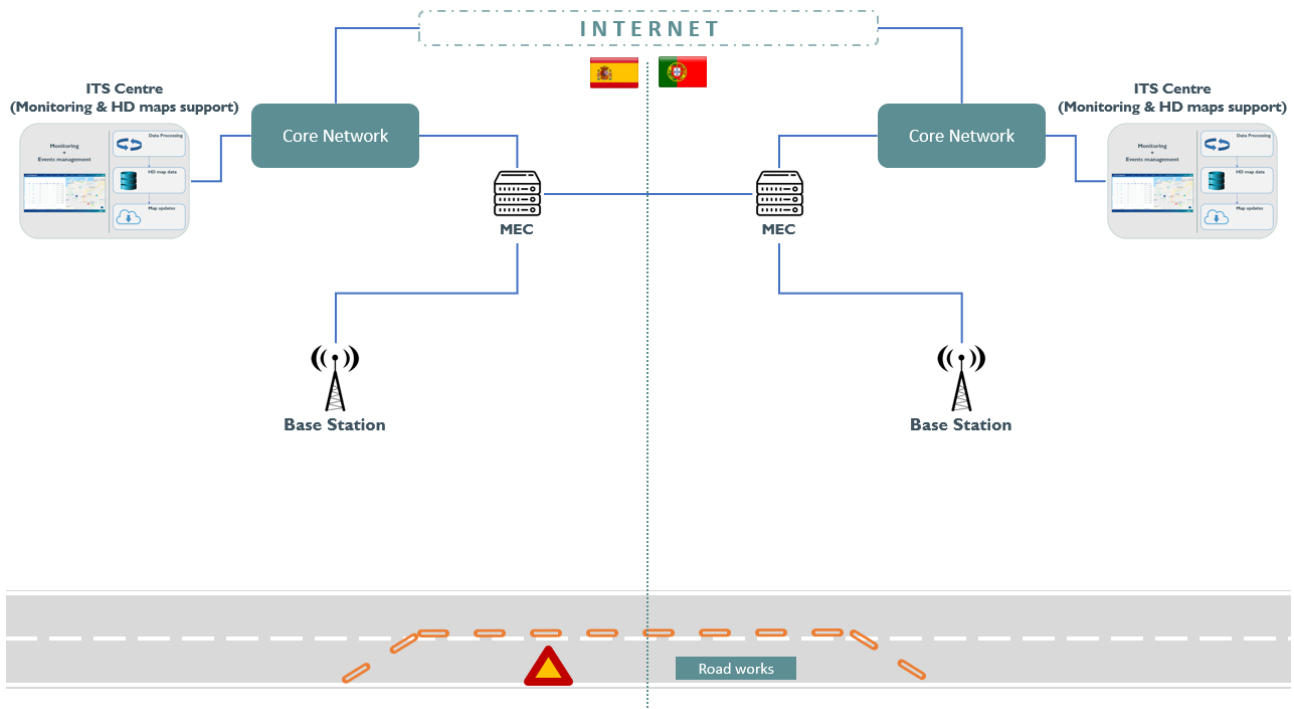 INTERNET
ITS Centre
(Monitoring & HD maps support)
Monitoring
+
Events management
Data Processing
HD map data
Map updates
Core Network
MEC
Base Station
ITS Centre
(Monitoring & HD maps support)
Core Network
Monitoring
+
Events management
Data Processing
HD map data
Map updates
MEC
Base Station
Road works